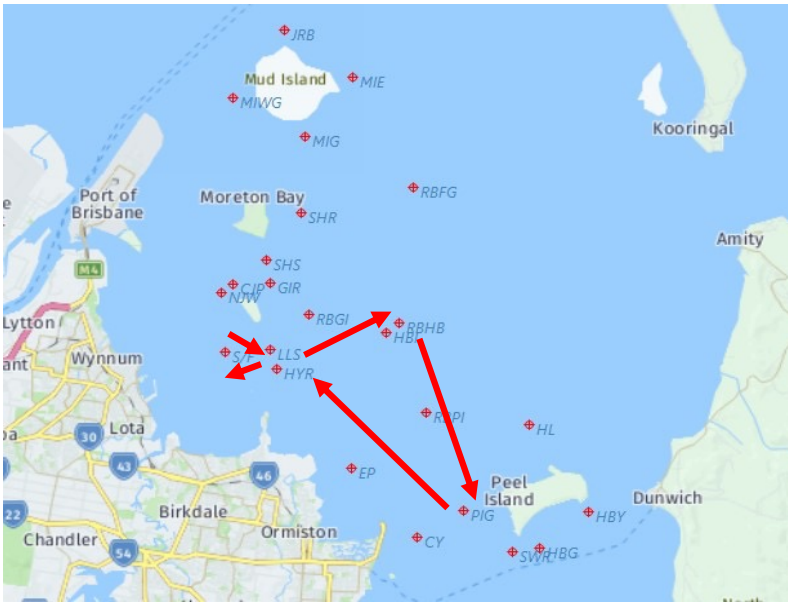 JRB
Mud Island
MIE
MIWG
Kooringal
MIG
RBFG
Port of
Brisbane
Moreton Bay
SHR
Amity
SHS
M4
CJP
GIR
NJW
Lytton
RBGI
RBHB
HBI
Wynnum
S/F
LLS
HYR
Lota
RBPI
HL
30
43
46
EP
Peel
Island
Dunwich
22
Birkdale
PIG
HBY
Chandler
Ormiston
54
CY
SWR
HBG